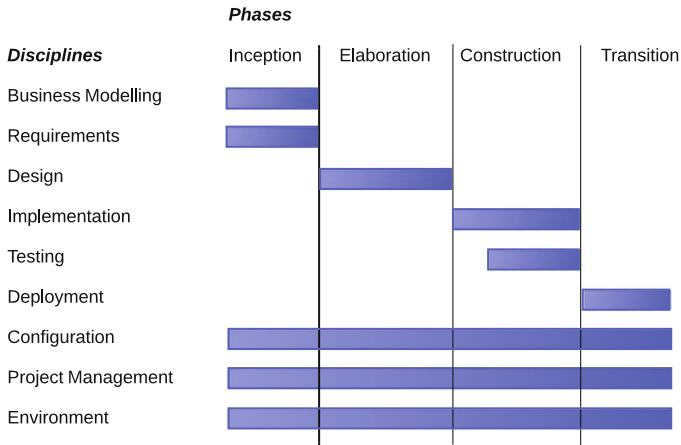 Phases
Disciplines Inception Elaboration Construction Transition
Business Modelling
Requirements
Design
Implementation
Testing
Deployment
Configuration
Project Management
Environment